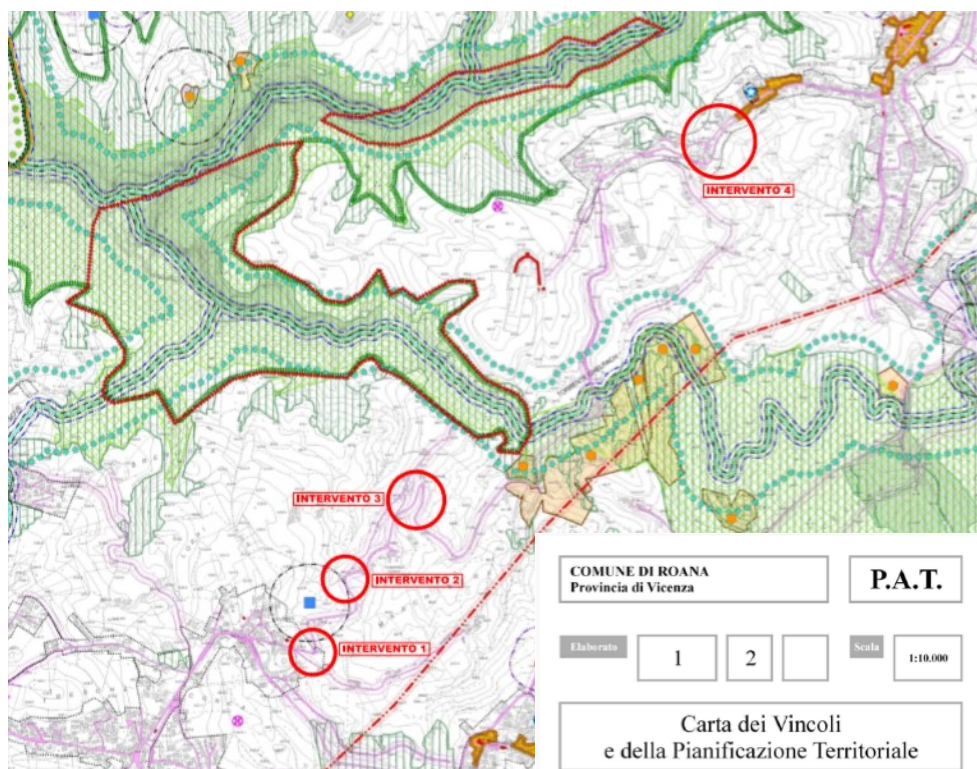 INTERVENTO 4
INTERVENTO 3
INTERVENTO 2
INTERVENTO 1
COMUNE DI ROANA
Provincia di Vicenza
P.A.T.
Elaborato
1
2
Scala
1:10.000
Carta dei Vincoli
e della Pianificazione Territoriale